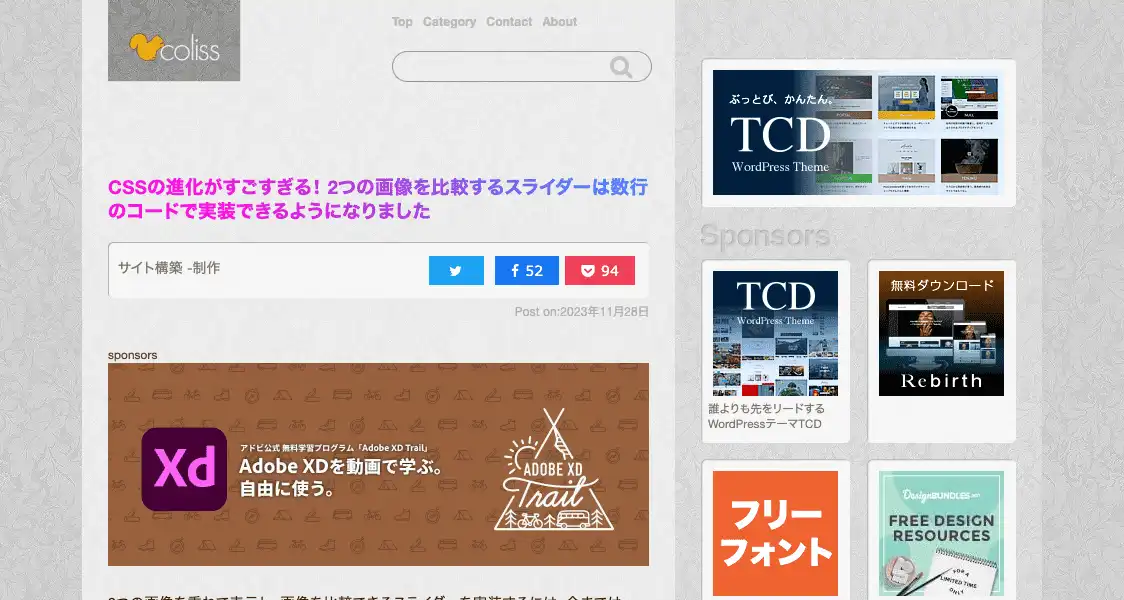 coliss
Top Category Contact About
CSSの進化がすごすぎる! 2つの画像を比較するスライダーは数行
のコードで実装できるようになりました
サイト構築 -制作
52
94
Post on:2023年11月28日
sponsors
アドビ公式 無料学習プログラム「Adobe XD Trail」
Xd
Adobe XDを動画で学ぶ。
自由に使う。
ADOBE XD
Trail
ぶっとび、かんたん。
TCD
WordPress Theme
Sponsors
TCD
WordPress Theme
誰よりも先をリードする
WordPressテーマTCD
無料ダウンロード
Rebirth
フリー
フォント
DesignBUNDLES.net
FREE DESIGN
RESOURCES
FOR A
LIMITED TIME
ONLY